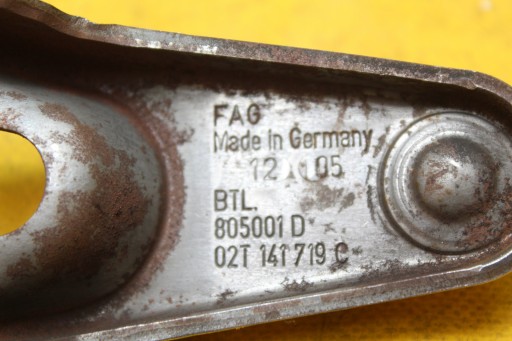 FAG
Made in Germany
12 05
BTL.
805001 D
02T 141 719 C